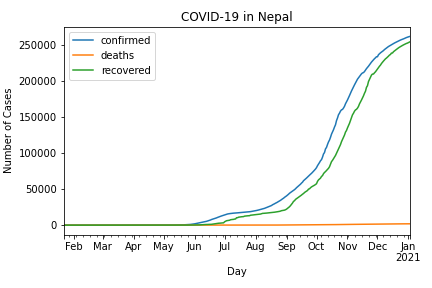 COVID-19 in Nepal
confirmed
deaths
recovered
Number of Cases
250000
200000
150000
100000
50000
0
Feb Mar Apr May Jun Jul Aug Sep Oct Nov Dec Jan
2021
Day